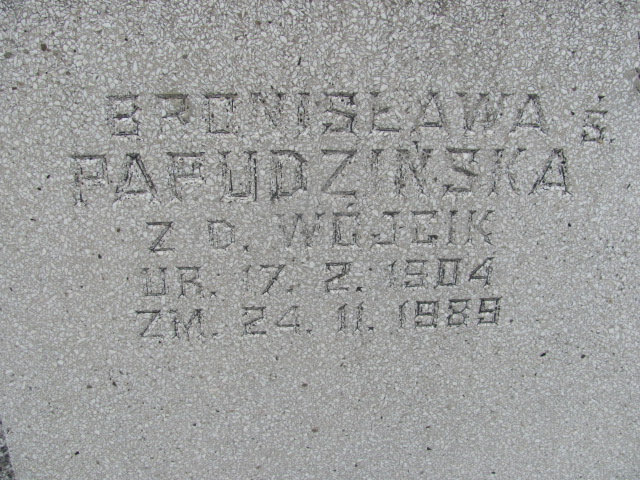 BRONISŁAWA Ś.
PAPUDZIŃSKA
Z D. WÓJCIK
UR. 17. 2. 1904
ZM. 24. 11. 1989.